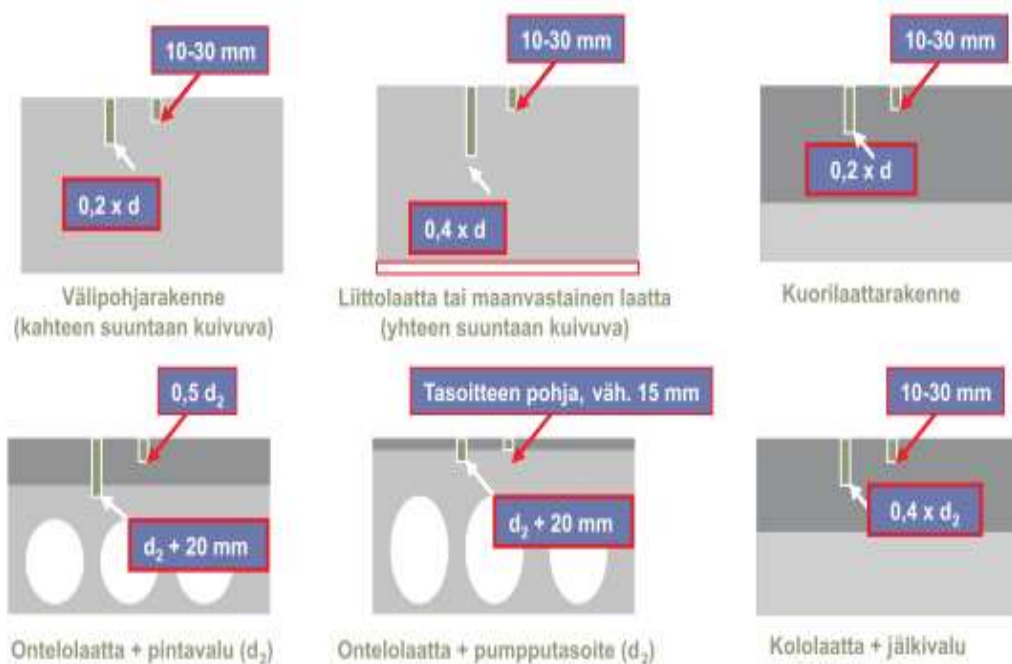 10-30 mm
0,2 x d
Välipohjarakenne
(kahteen suuntaan kuivuva)
10-30 mm
0,4 x d
Liittolaatta tai maanvastainen laatta
(yhteen suuntaan kuivuva)
10-30 mm
0,2 x d
Kuorilaattarakenne
0,5 d₂
d₂ + 20 mm
Ontelolaatta + pintavalu (d₂)
Tasoitteen pohja, väh. 15 mm
d₂ + 20 mm
Ontelolaatta + pumpputasoite (d₂)
10-30 mm
0,4 x d₂
Kololaatta + jälkivalu